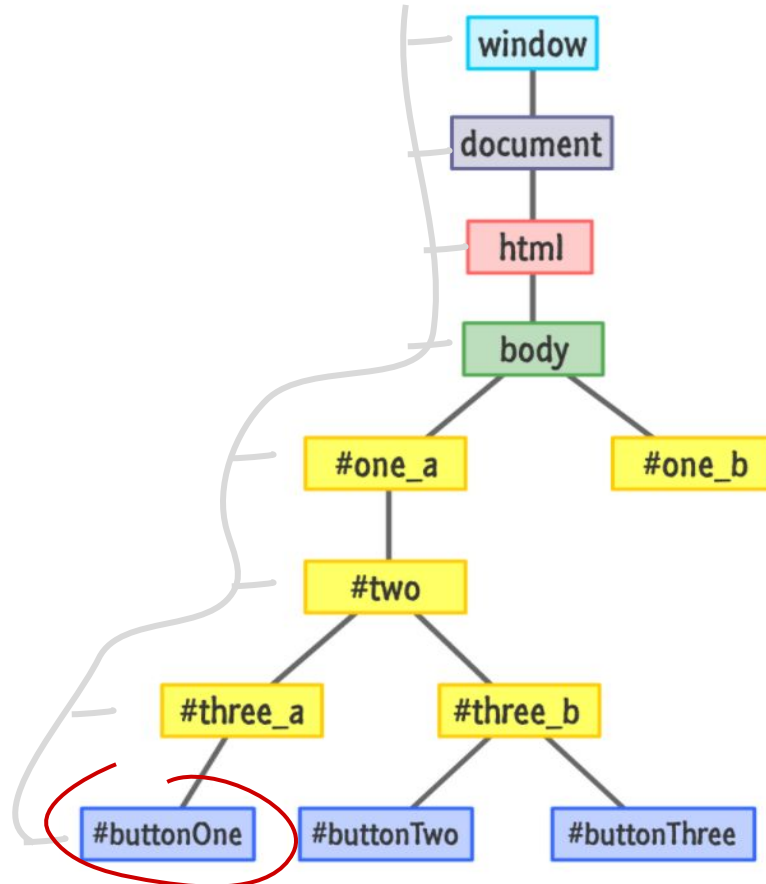 window
document
html
body
#one_a #one_b
#two
#three_a #three_b
#buttonOne #buttonTwo #buttonThree